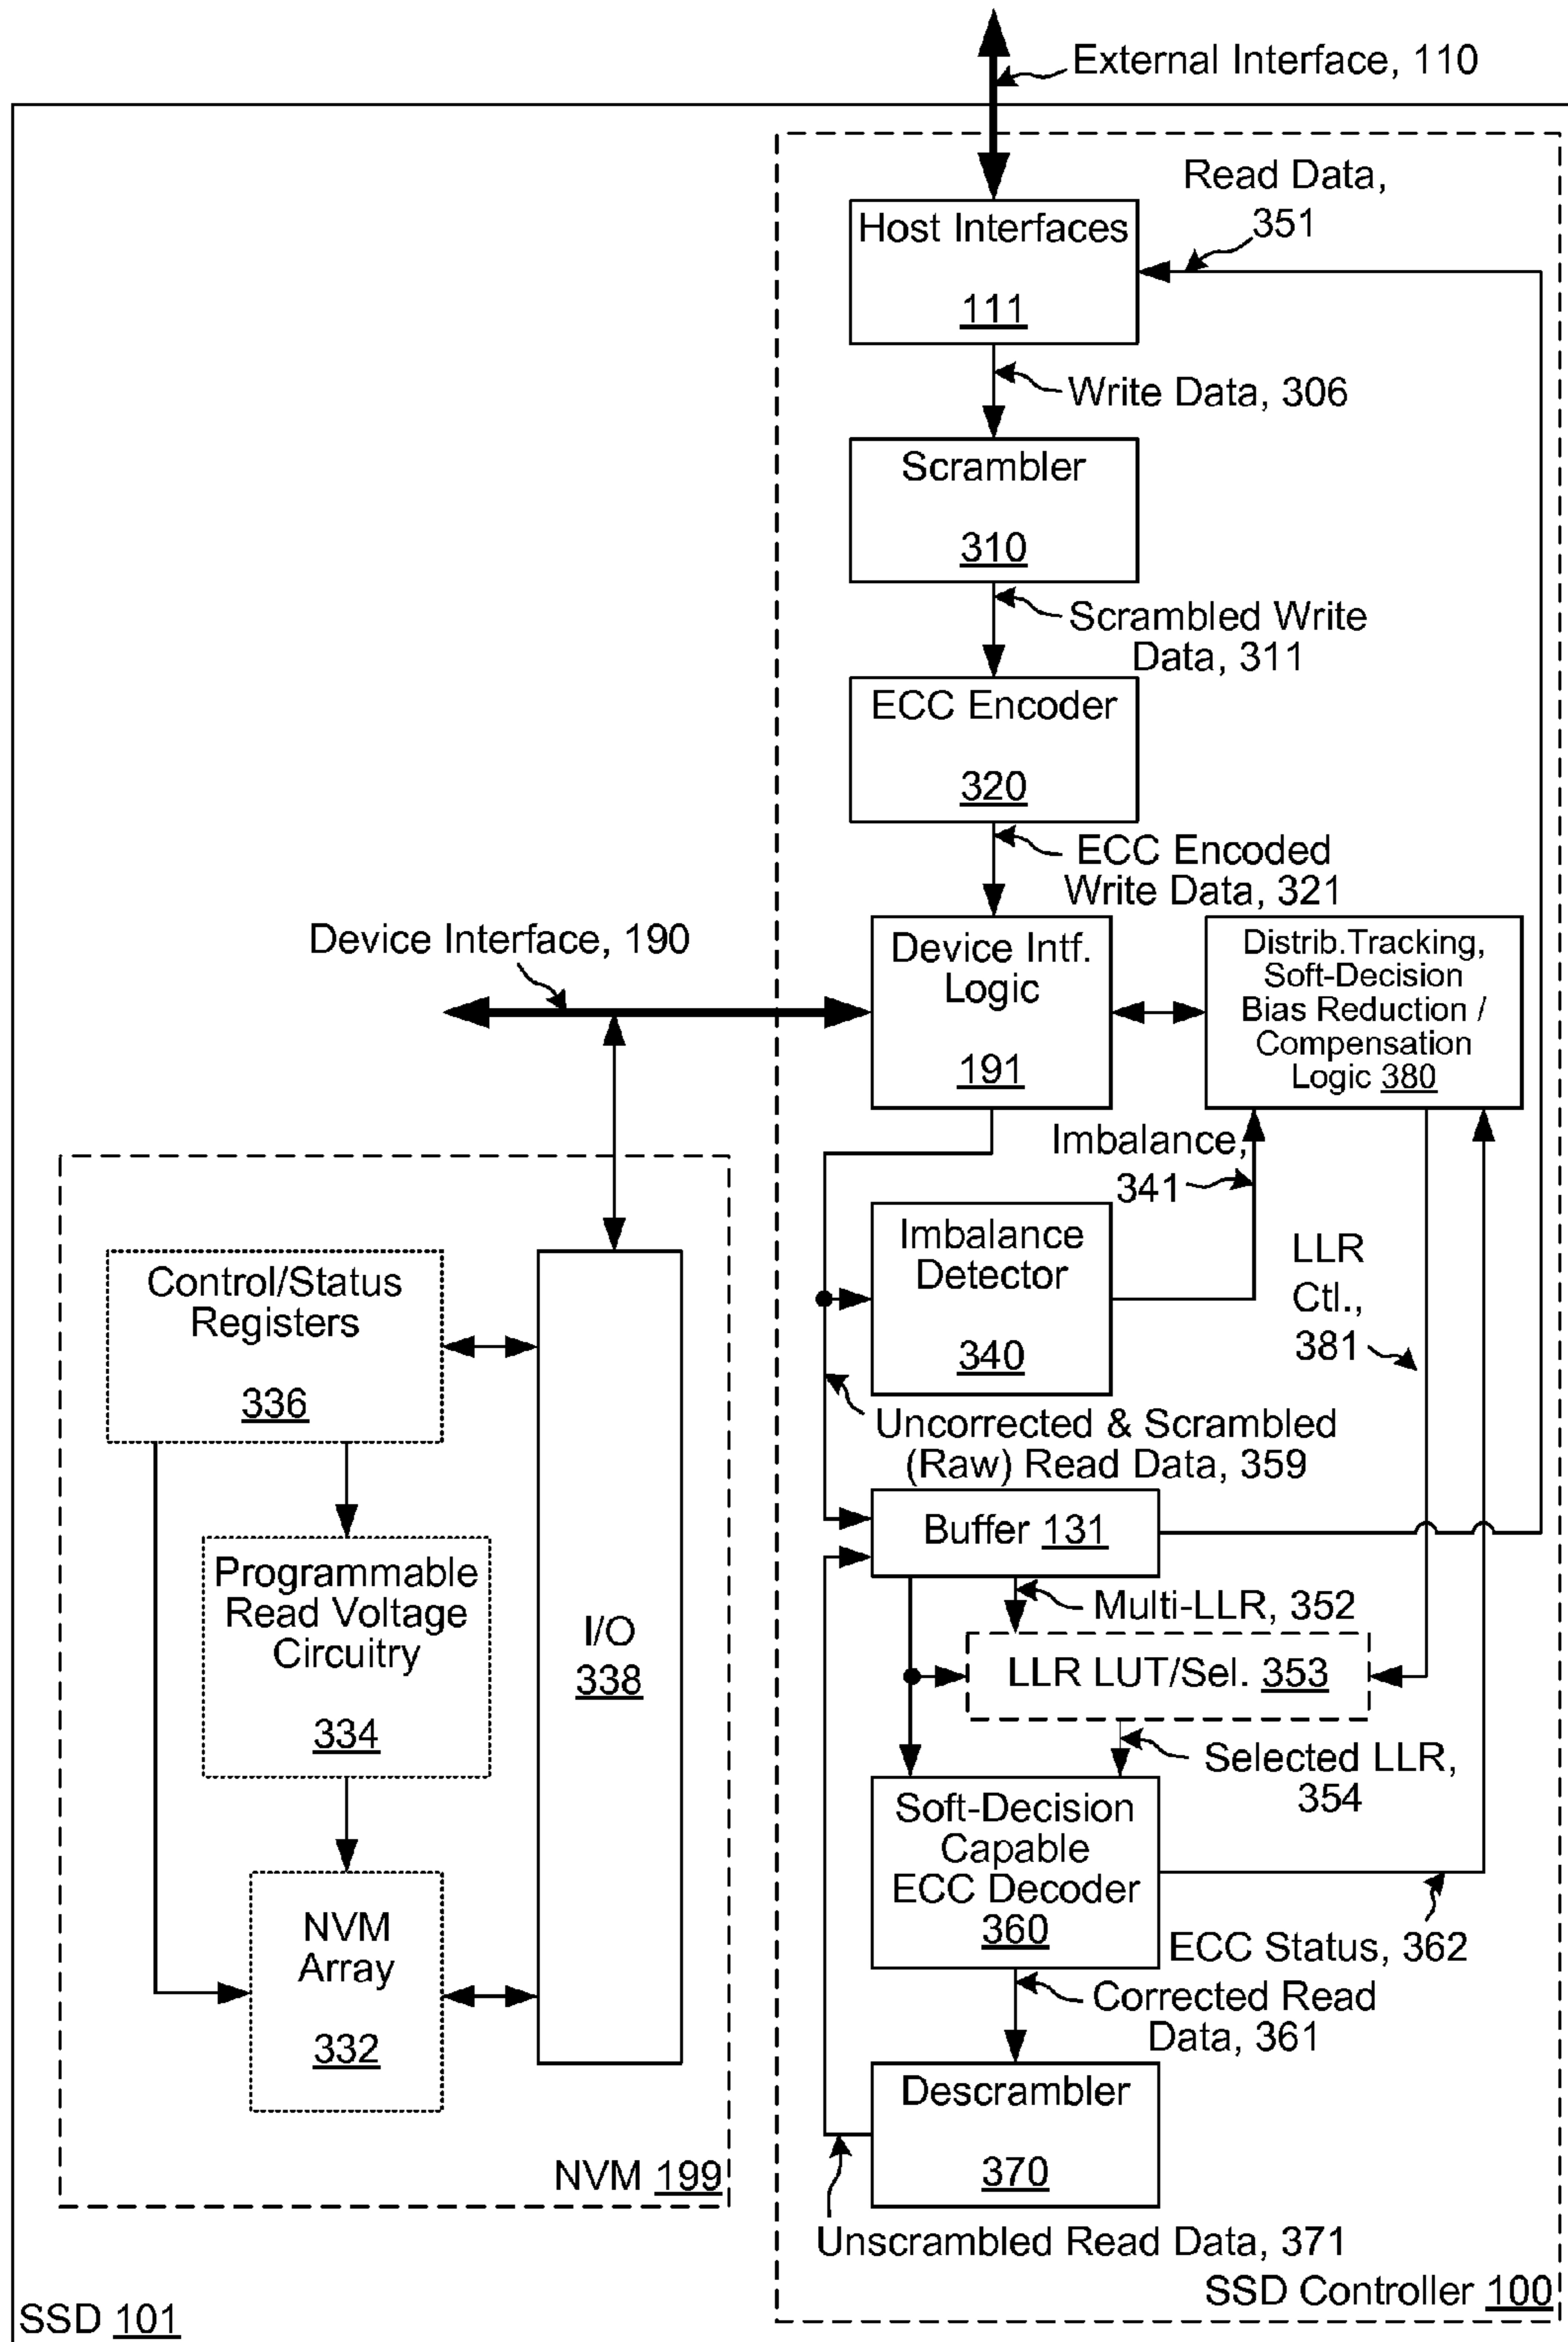 External Interface, 110
Read Data,
351
Host Interfaces
111
Write Data, 306
Scrambler
310
Scrambled Write
Data, 311
ECC Encoder
320
ECC Encoded
Write Data, 321
Device Interface, 190
Device Intf.
Logic
191
Distrib.Tracking,
Soft-Decision
Bias Reduction /
Compensation
Logic 380
Imbalance,
341
Imbalance
Detector
340
LLR
Ctl.,
381
Control/Status
Registers
336
Uncorrected & Scrambled
(Raw) Read Data, 359
Programmable
Read Voltage
Circuitry
334
I/O
338
Buffer 131
Multi-LLR, 352
LLR LUT/Sel. 353
Selected LLR,
354
Soft-Decision
Capable
ECC Decoder
360
ECC Status, 362
NVM
Array
332
Corrected Read
Data, 361
Descrambler
370
NVM 199
Unscrambled Read Data, 371
SSD Controller 100
SSD 101